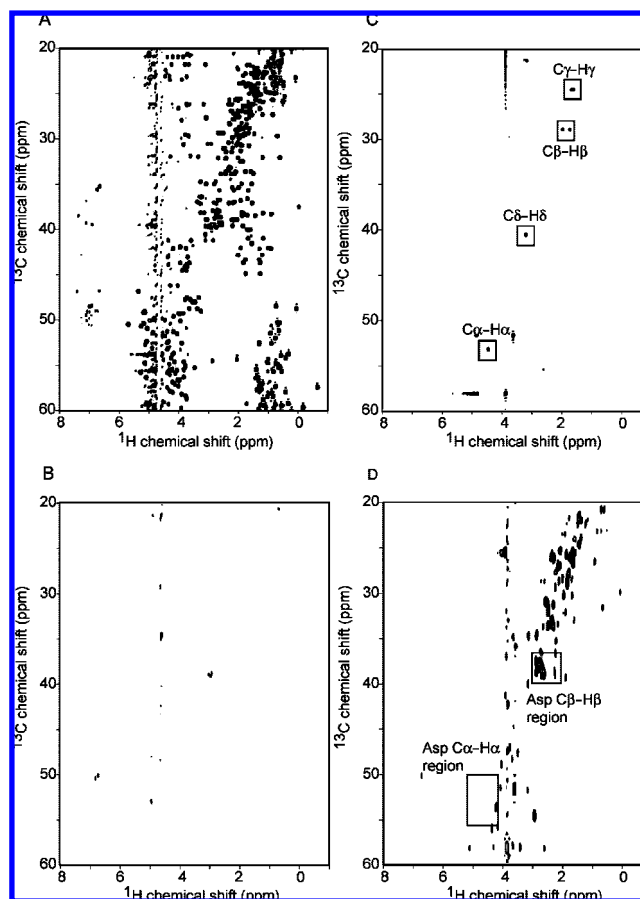 A
20
30
40
50
60
8
6
4
2
0
13C chemical shift (ppm)
1H chemical shift (ppm)
C
20
30
40
50
60
6
4
2
0
13C chemical shift (ppm)
1H chemical shift (ppm)
Cγ–Hγ
Cβ–Hβ
Cδ–Hδ
Cα–Hα
B
20
30
40
50
60
8
6
4
2
0
13C chemical shift (ppm)
1H chemical shift (ppm)
D
20
30
40
50
60
8
6
4
2
0
13C chemical shift (ppm)
1H chemical shift (ppm)
Asp Cβ–Hβ
region
Asp Cα–Hα
region